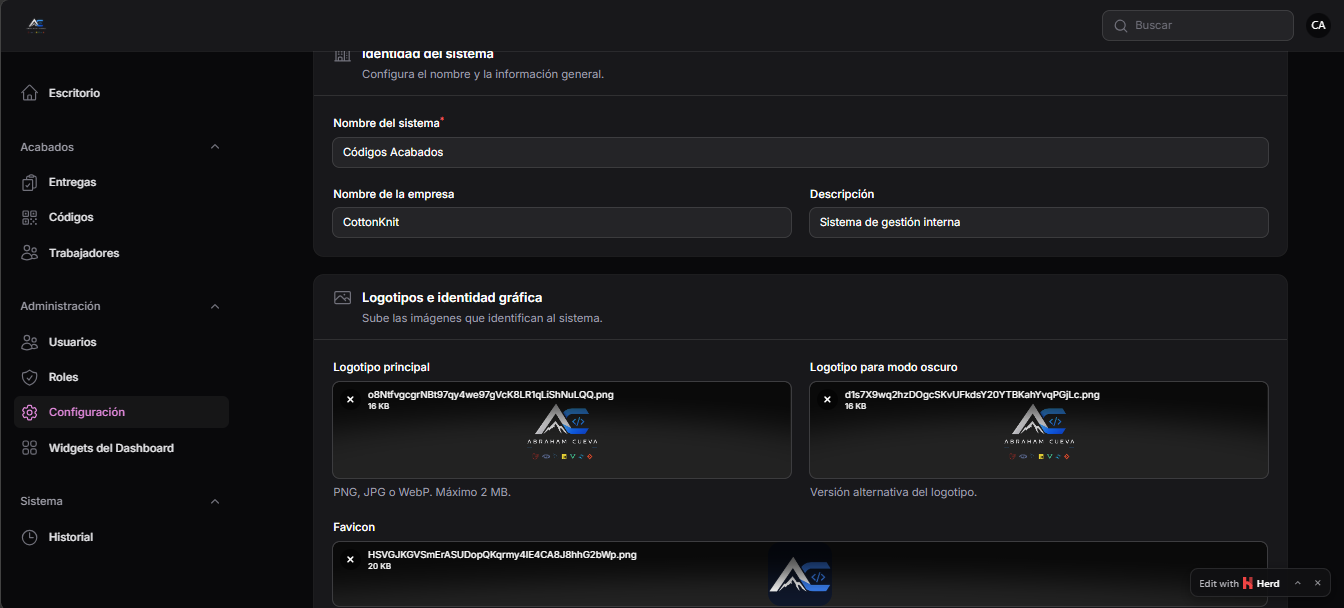 Buscar
CA
Identidad del sistema
Configura el nombre y la información general.
Escritorio
Acabados
Entregas
Códigos
Trabajadores
Administración
Usuarios
Roles
Configuración
Widgets del Dashboard
Sistema
Historial
Nombre del sistema*
Códigos Acabados
Nombre de la empresa
Descripción
CottonKnit
Sistema de gestión interna
Logotipos e identidad gráfica
Sube las imágenes que identifican al sistema.
Logotipo principal
Logotipo para modo oscuro
o8NtfvgcgrNBt97qy4we97gVcK8LR1qLiShNuLQQ.png
16 KB
ABRAHAM CUEVA
d1s7X9wq2hzDOgcSKvUFkdsY20YTBKahYvqPGjLc.png
16 KB
ABRAHAM CUEVA
PNG, JPG o WebP. Máximo 2 MB.
Versión alternativa del logotipo.
Favicon
HSVGJKGVSmErASUDopQKqrmy4IE4CA8J8hhG2bWp.png
20 KB
Edit with Herd